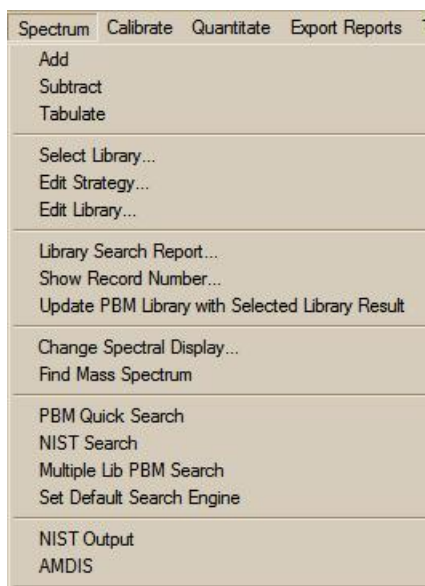 Spectrum Calibrate Quantitate Export Reports
Add
Subtract
Tabulate
Select Library...
Edit Strategy...
Edit Library...
Library Search Report...
Show Record Number...
Update PBM Library with Selected Library Result
Change Spectral Display...
Find Mass Spectrum
PBM Quick Search
NIST Search
Multiple Lib PBM Search
Set Default Search Engine
NIST Output
AMDIS